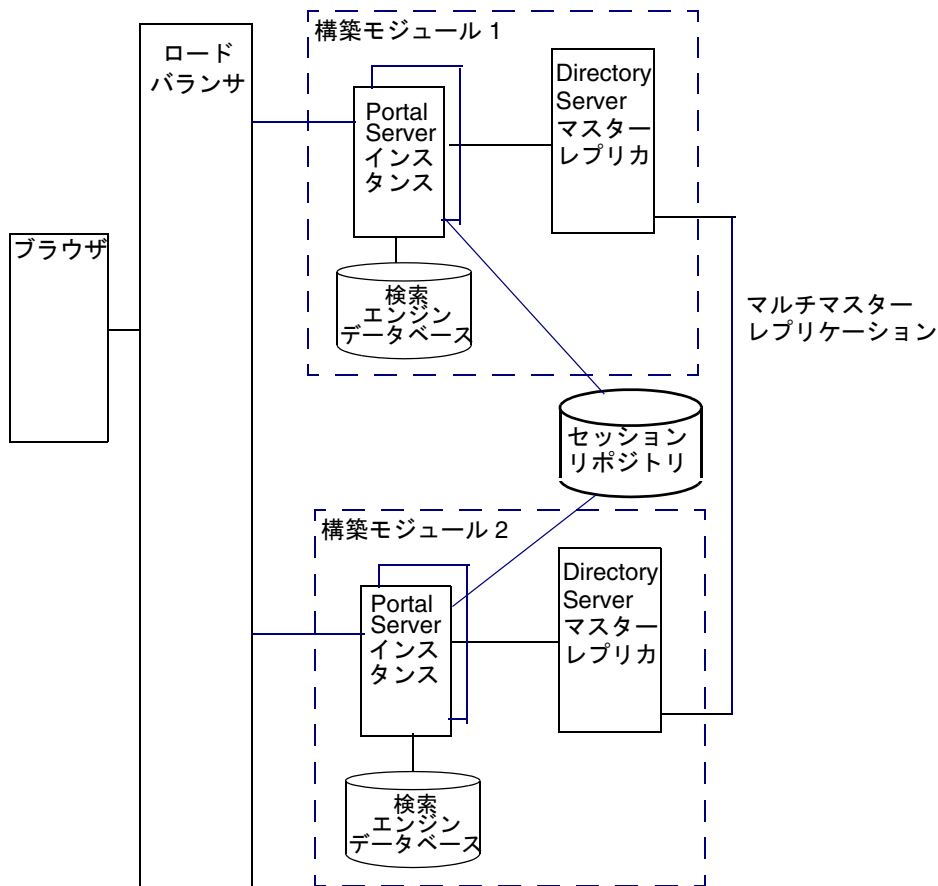 ブラウザ
ロード
バランサ
構築モジュール 1
Portal
Server
インス
タンス
Directory
Server
マスター
レプリカ
検索
エンジン
データベース
マルチマスター
レプリケーション
セッション
リポジトリ
構築モジュール 2
Portal
Server
インス
タンス
Directory
Server
マスター
レプリカ
検索
エンジン
データベース